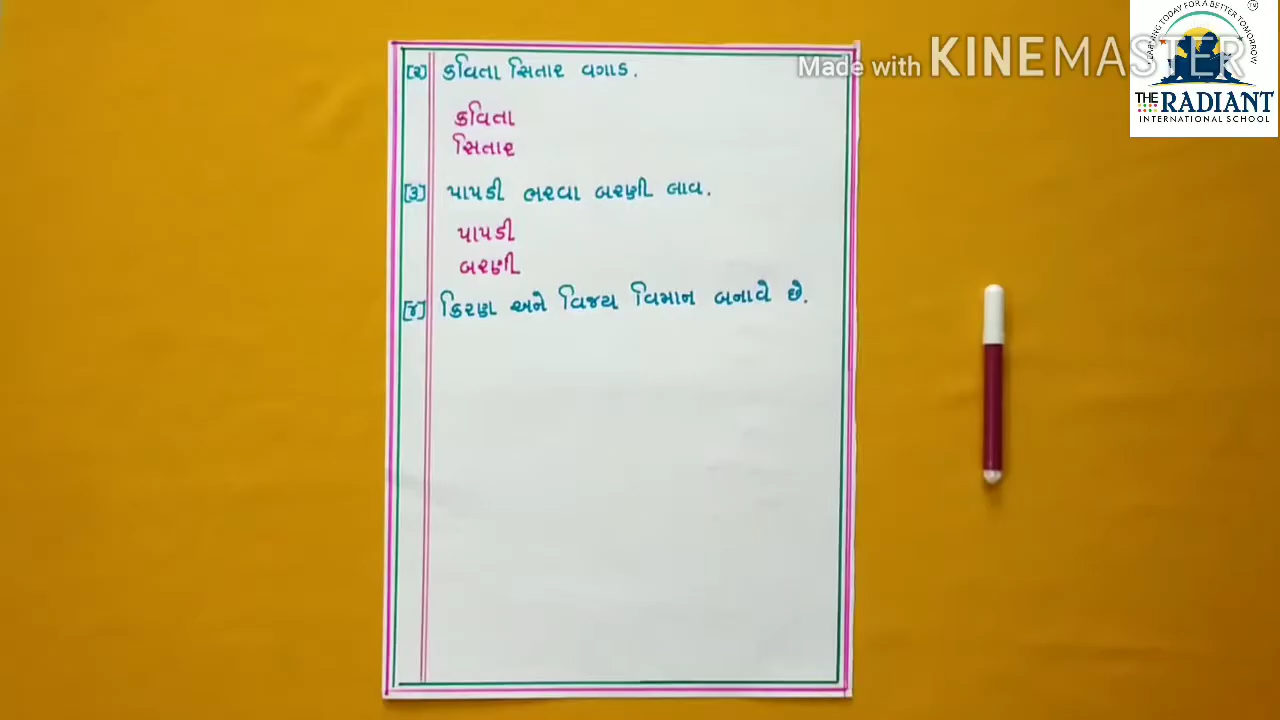 [૨] કવિતા સિતાર વગાડ.
કવિતા
સિતાર
[૩] પાપડી ભરવા બરણી લાવ.
પાપડી
બરણી
[૪] કિરણ અને વિજય વિમાન બનાવે છે.
Made with KINEMASTER
THE RADIANT
INTERNATIONAL SCHOOL